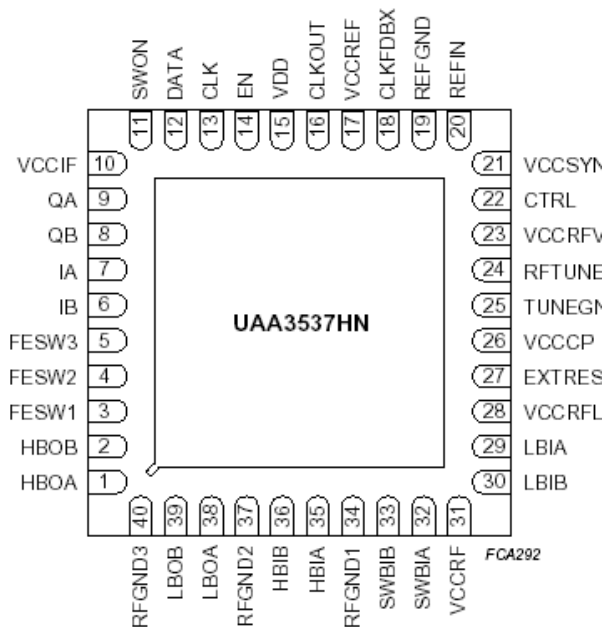 SWON
DATA
CLK
EN
VDD
CLKOUT
VCCREF
CLKFDBX
REFGND
REFIN
11
12
13
14
15
16
17
18
19
20
VCCIF 10
QA 9
QB 8
IA 7
IB 6
FESW3 5
FESW2 4
FESW1 3
HBOB 2
HBOA 1
UAA3537HN
21 VCCSYN
22 CTRL
23 VCCRFV
24 RFTUNE
25 TUNEGN
26 VCCCP
27 EXTRES
28 VCCRFL
29 LBIA
30 LBIB
40
39
38
37
36
35
34
33
32
31
RFGND3
LBOB
LBOA
RFGND2
HBIB
HBIA
RFGND1
SWBIB
SWBIA
VCCRF
FCA292